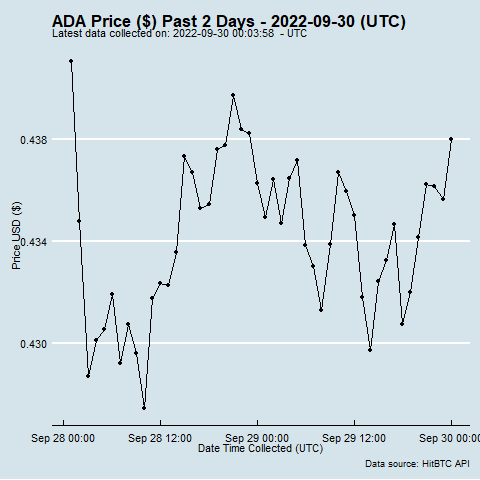 ADA Price ($) Past 2 Days - 2022-09-30 (UTC)
Latest data collected on: 2022-09-30 00:03:58 - UTC
0.438
0.434
0.430
Price USD ($)
Sep 28 00:00 Sep 28 12:00 Sep 29 00:00 Sep 29 12:00 Sep 30 00:00
Date Time Collected (UTC)
Data source: HitBTC API